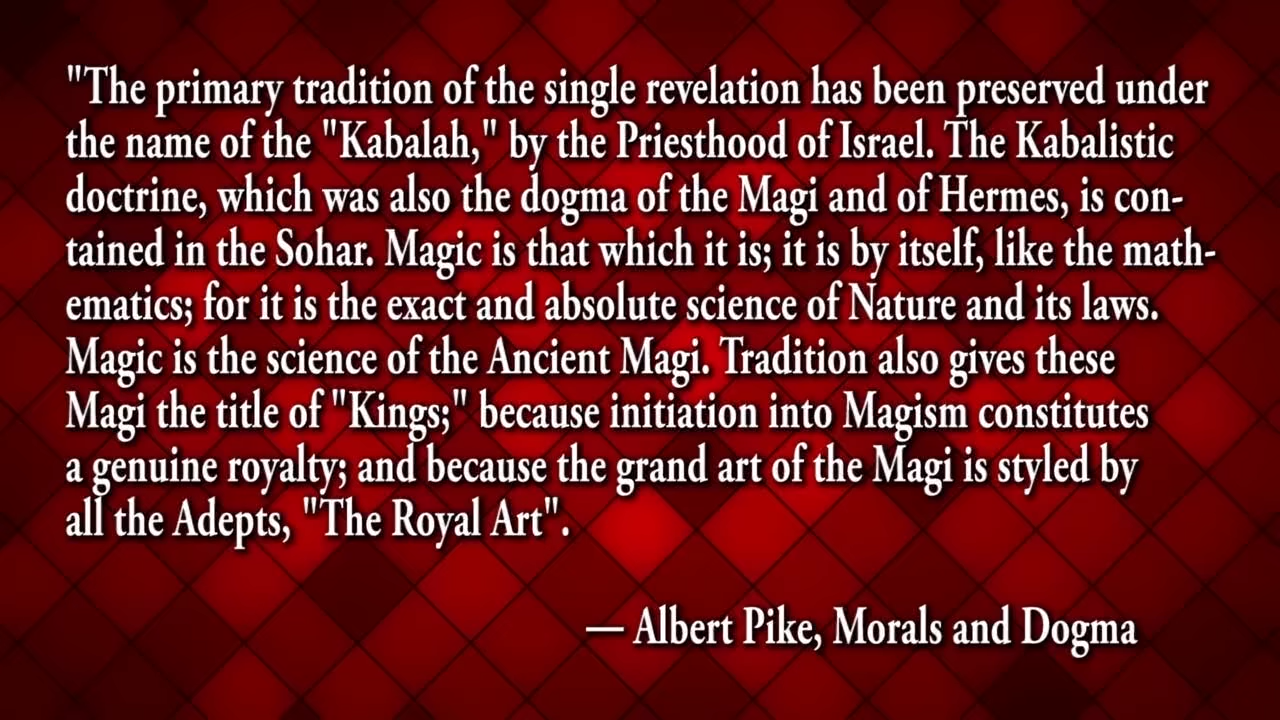 "The primary tradition of the single revelation has been preserved under
the name of the "Kabalah," by the Priesthood of Israel. The Kabalistic
doctrine, which was also the dogma of the Magi and of Hermes, is con-
tained in the Sohar. Magic is that which it is; it is by itself, like the math-
ematics; for it is the exact and absolute science of Nature and its laws.
Magic is the science of the Ancient Magi. Tradition also gives these
Magi the title of "Kings;" because initiation into Magism constitutes
a genuine royalty; and because the grand art of the Magi is styled by
all the Adepts, "The Royal Art".
— Albert Pike, Morals and Dogma